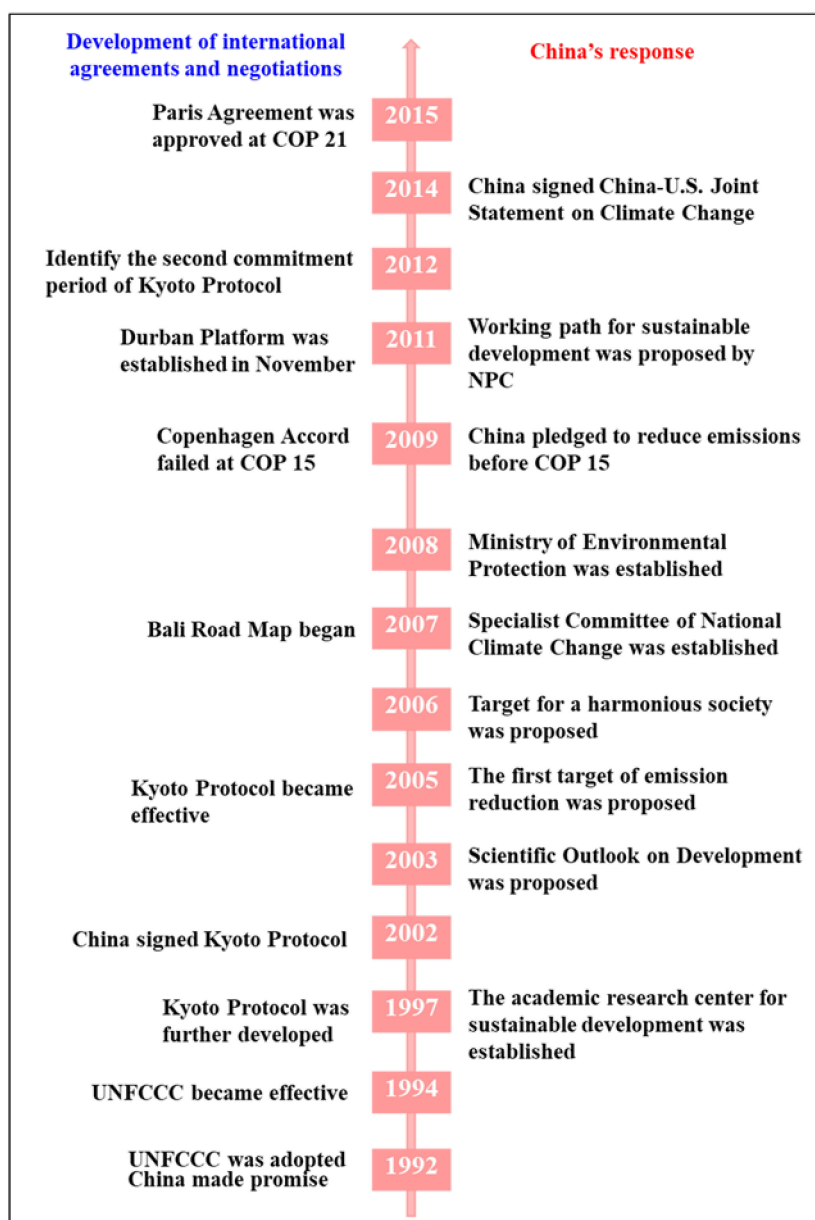 Development of international
agreements and negotiations
China's response
Paris Agreement was
approved at COP 21
2015
2014
China signed China-U.S. Joint
Statement on Climate Change
Identify the second commitment
period of Kyoto Protocol
2012
Durban Platform was
established in November
2011
Working path for sustainable
development was proposed by
NPC
Copenhagen Accord
failed at COP 15
2009
China pledged to reduce emissions
before COP 15
2008
Ministry of Environmental
Protection was established
Bali Road Map began
2007
Specialist Committee of National
Climate Change was established
2006
Target for a harmonious society
was proposed
Kyoto Protocol became
effective
2005
The first target of emission
reduction was proposed
2003
Scientific Outlook on Development
was proposed
China signed Kyoto Protocol
2002
Kyoto Protocol was
further developed
1997
The academic research center for
sustainable development was
established
UNFCCC became effective
1994
UNFCCC was adopted
China made promise
1992